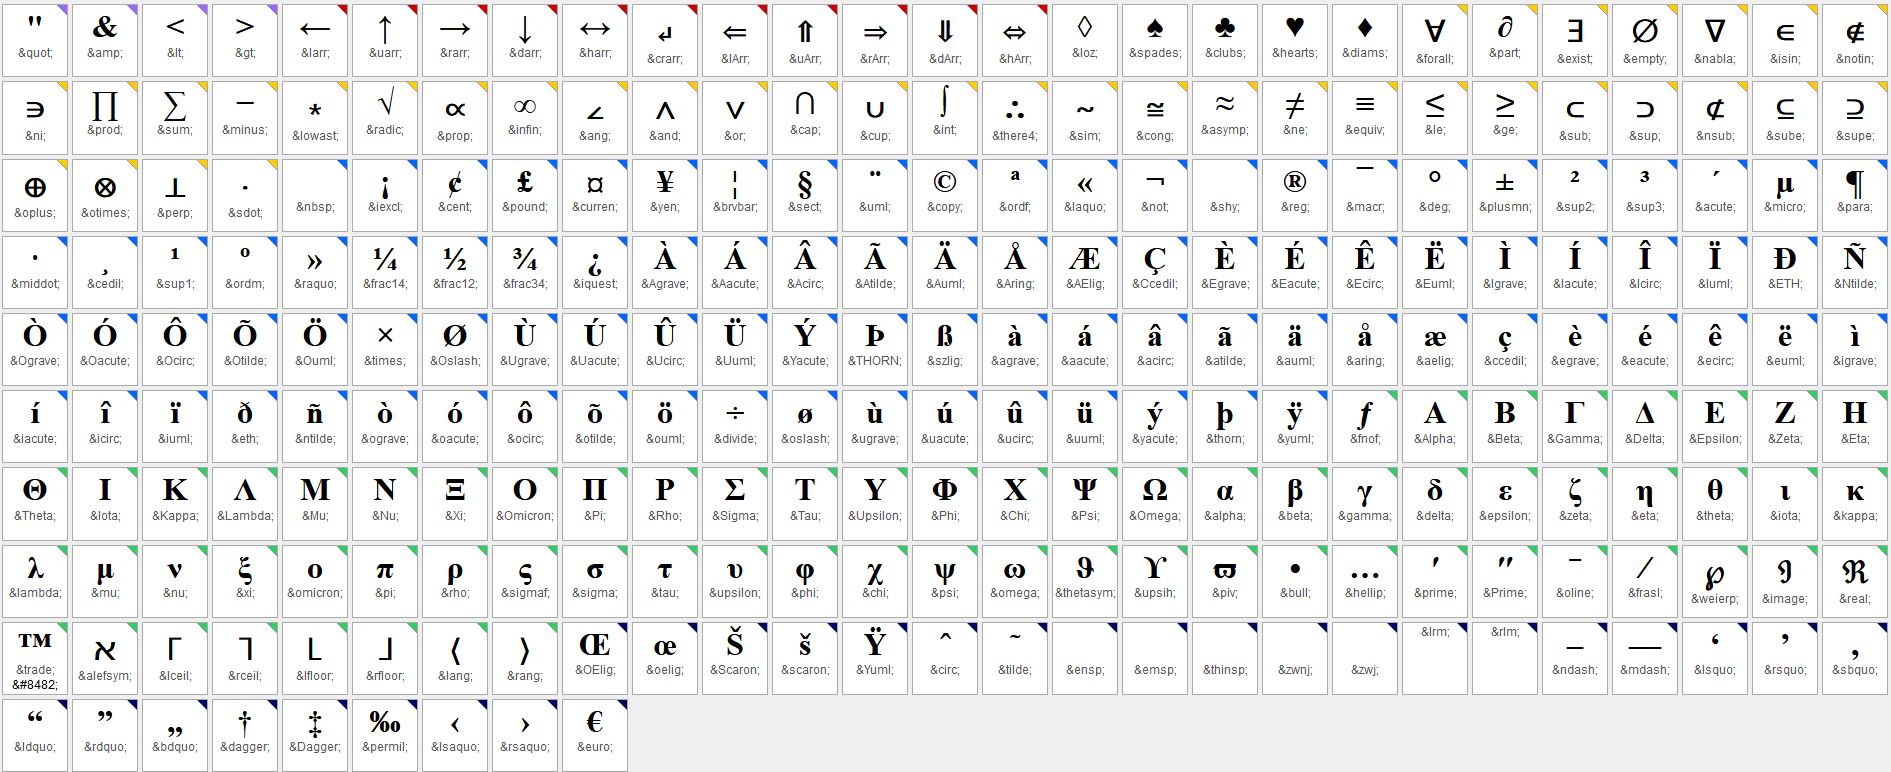 " & < > ← ↑ → ↓ ↔ ↲ ⇐ ⇑ ⇒ ⇓ ⇔ ◊ ♠ ♣ ♥ ♦ ∀ ∂ ∃ ∅ ∇ ∈ ∉
&quot; &amp; &lt; &gt; &larr; &uarr; &rarr; &darr; &harr; &crarr; &lArr; &uArr; &rArr; &dArr; &hArr; &loz; &spades; &clubs; &hearts; &diams; &forall; &part; &exist; &empty; &nabla; &isin; &notin;
∋ ∏ ∑ − ∗ √ ∝ ∞ ∠ ∧ ∨ ∩ ∪ ∫ ∴ ∼ ≅ ≈ ≠ ≡ ≤ ≥ ⊂ ⊃ ⊄ ⊆ ⊇
&ni; &prod; &sum; &minus; &lowast; &radic; &prop; &infin; &ang; &and; &or; &cap; &cup; &int; &there4; &sim; &cong; &asymp; &ne; &equiv; &le; &ge; &sub; &sup; &nsub; &sube; &supe;
⊕ ⊗ ⊥ ⋅ ¡ ¢ £ ¤ ¥ ¦ § ¨ © ª « ¬ ® ¯ ° ± ² ³ ´ µ ¶
&oplus; &otimes; &perp; &sdot; &nbsp; &iexcl; &cent; &pound; &curren; &yen; &brvbar; &sect; &uml; &copy; &ordf; &laquo; &not; &shy; &reg; &macr; &deg; &plusmn; &sup2; &sup3; &acute; &micro; &para;
· ¸ ¹ º » ¼ ½ ¾ ¿ À Á Â Ã Ä Å Æ Ç È É Ê Ë Ì Í Î Ï Ð Ñ
&middot; &cedil; &sup1; &ordm; &raquo; &frac14; &frac12; &frac34; &iquest; &Agrave; &Aacute; &Acirc; &Atilde; &Auml; &Aring; &AElig; &Ccedil; &Egrave; &Eacute; &Ecirc; &Euml; &Igrave; &Iacute; &Icirc; &Iuml; &ETH; &Ntilde;
Ò Ó Ô Õ Ö × Ø Ù Ú Û Ü Ý Þ ß à á â ã ä å æ ç è é ê ë ì
&Ograve; &Oacute; &Ocirc; &Otilde; &Ouml; &times; &Oslash; &Ugrave; &Uacute; &Ucirc; &Uuml; &Yacute; &THORN; &szlig; &agrave; &aacute; &acirc; &atilde; &auml; &aring; &aelig; &ccedil; &egrave; &eacute; &ecirc; &euml; &igrave;
í î ï ð ñ ò ó ô õ ö ÷ ø ù ú û ü ý þ ÿ ƒ Α Β Γ Δ Ε Ζ Η
&iacute; &icirc; &iuml; &eth; &ntilde; &ograve; &oacute; &ocirc; &otilde; &ouml; &divide; &oslash; &ugrave; &uacute; &ucirc; &uuml; &yacute; &thorn; &yuml; &fnof; &Alpha; &Beta; &Gamma; &Delta; &Epsilon; &Zeta; &Eta;
Θ Ι Κ Λ Μ Ν Ξ Ο Π Ρ Σ Τ Υ Φ Χ Ψ Ω α β γ δ ε ζ η θ ι κ
&Theta; &Iota; &Kappa; &Lambda; &Mu; &Nu; &Xi; &Omicron; &Pi; &Rho; &Sigma; &Tau; &Upsilon; &Phi; &Chi; &Psi; &Omega; &alpha; &beta; &gamma; &delta; &epsilon; &zeta; &eta; &theta; &iota; &kappa;
λ μ ν ξ ο π ρ ς σ τ υ φ χ ψ ω ϑ ϒ ϖ • … ′ ″ ‾ ⁄ ℘ ℑ ℜ
&lambda; &mu; &nu; &xi; &omicron; &pi; &rho; &sigmaf; &sigma; &tau; &upsilon; &phi; &chi; &psi; &omega; &thetasym; &upsih; &piv; &bull; &hellip; &prime; &Prime; &oline; &frasl; &weierp; &image; &real;
™ ℵ ⌈ ⌉ ⌊ ⌋ ⟨ ⟩ Œ œ Š š Ÿ ˆ ˜ – — ‘ ’ ‚
&trade; &alefsym; &lceil; &rceil; &lfloor; &rfloor; &lang; &rang; &OElig; &oelig; &Scaron; &scaron; &Yuml; &circ; &tilde; &ensp; &emsp; &thinsp; &zwnj; &zwj; &lrm; &rlm; &ndash; &mdash; &lsquo; &rsquo; &sbquo;
&#8482;
“ ” „ † ‡ ‰ ‹ › €
&ldquo; &rdquo; &bdquo; &dagger; &Dagger; &permil; &lsaquo; &rsaquo; &euro;